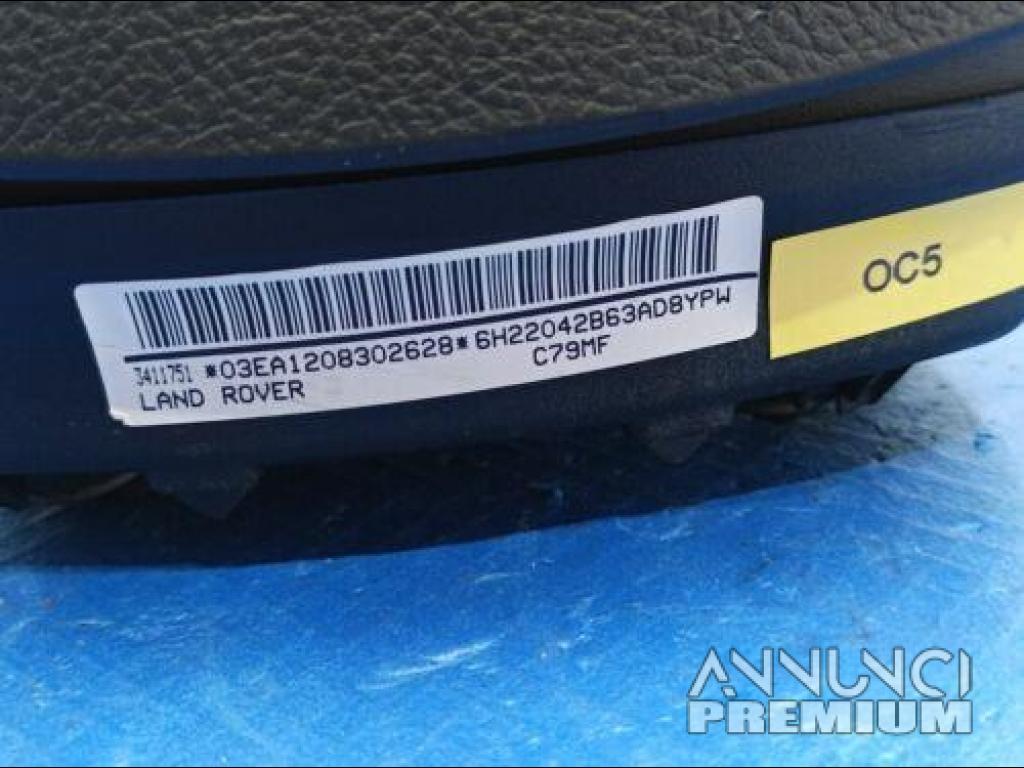 3411751 *03EA1208302628*6H22042B63AD8YPW
LAND ROVER C79MF
OC5
ANNUNCI
PREMIUM